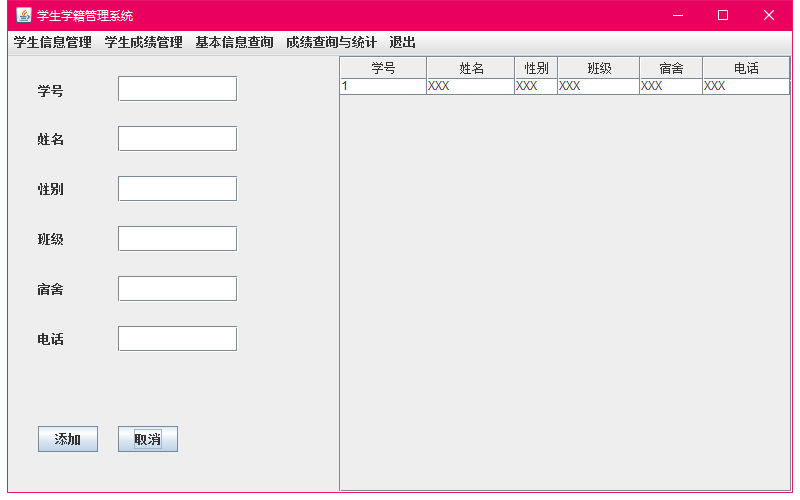 学生学籍管理系统
学生信息管理 学生成绩管理 基本信息查询 成绩查询与统计 退出
学号 姓名 性别 班级 宿舍 电话
1 XXX XXX XXX XXX XXX
学号
姓名
性别
班级
宿舍
电话
添加 取消